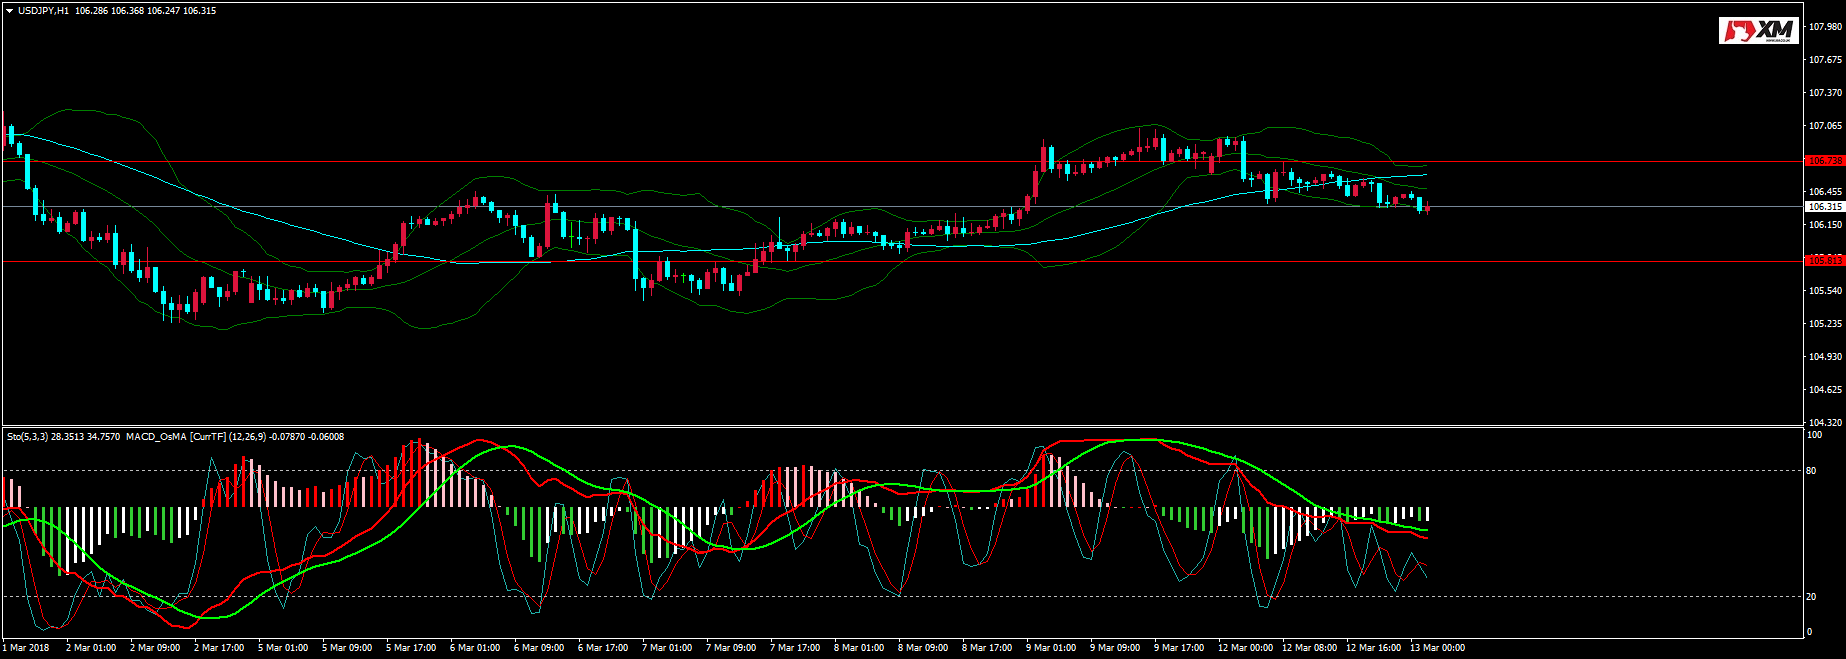 USDJPY,H1 106.286 106.368 106.247 106.315
XM
107.980
107.675
107.370
107.065
106.738
106.455
106.315
106.150
105.813
105.540
105.235
104.930
104.625
104.320
Sto(5,3,3) 28.3513 34.7570 MACD_OsMA [CurrTF] (12,26,9) -0.07870 -0.06008
100
80
20
0
1 Mar 2018
2 Mar 01:00
2 Mar 09:00
2 Mar 17:00
5 Mar 01:00
5 Mar 09:00
5 Mar 17:00
6 Mar 01:00
6 Mar 09:00
6 Mar 17:00
7 Mar 01:00
7 Mar 09:00
7 Mar 17:00
8 Mar 01:00
8 Mar 09:00
8 Mar 17:00
9 Mar 01:00
9 Mar 09:00
9 Mar 17:00
12 Mar 00:00
12 Mar 08:00
12 Mar 16:00
13 Mar 00:00